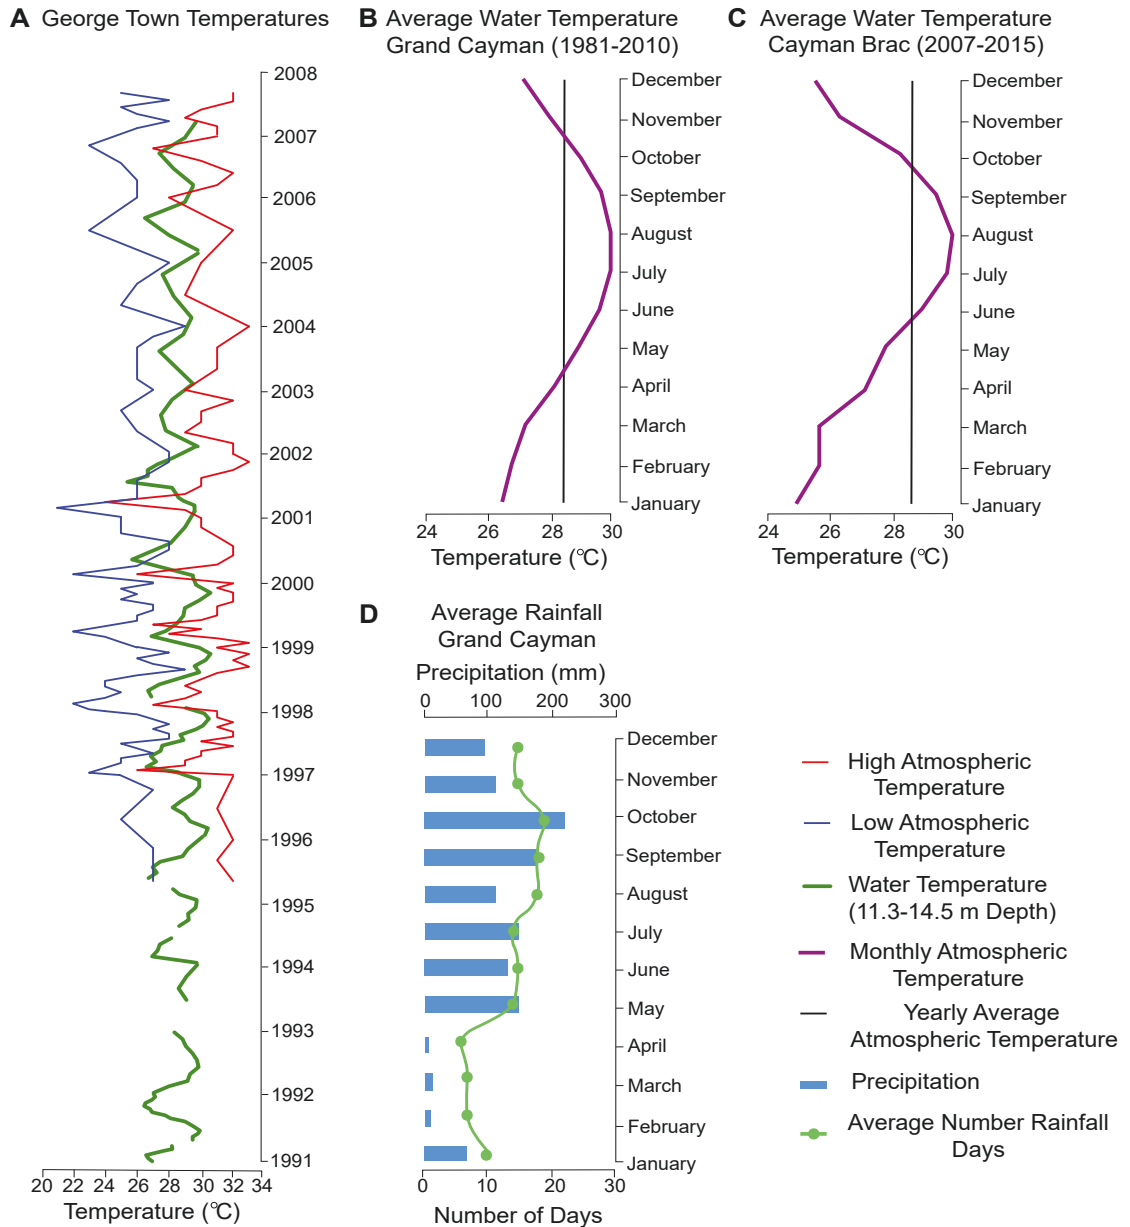 A George Town Temperatures
2008
2007
2006
2005
2004
2003
2002
2001
2000
1999
1998
1997
1996
1995
1994
1993
1992
1991
20 22 24 26 28 30 32 34
Temperature (°C)
B Average Water Temperature
Grand Cayman (1981-2010)
December
November
October
September
August
July
June
May
April
March
February
January
24 26 28 30
Temperature (°C)
C Average Water Temperature
Cayman Brac (2007-2015)
December
November
October
September
August
July
June
May
April
March
February
January
24 26 28 30
Temperature (°C)
D Average Rainfall
Grand Cayman
Precipitation (mm)
0 100 200 300
December
November
October
September
August
July
June
May
April
March
February
January
0 10 20 30
Number of Days
High Atmospheric
Temperature
Low Atmospheric
Temperature
Water Temperature
(11.3-14.5 m Depth)
Monthly Atmospheric
Temperature
Yearly Average
Atmospheric Temperature
Precipitation
Average Number Rainfall
Days